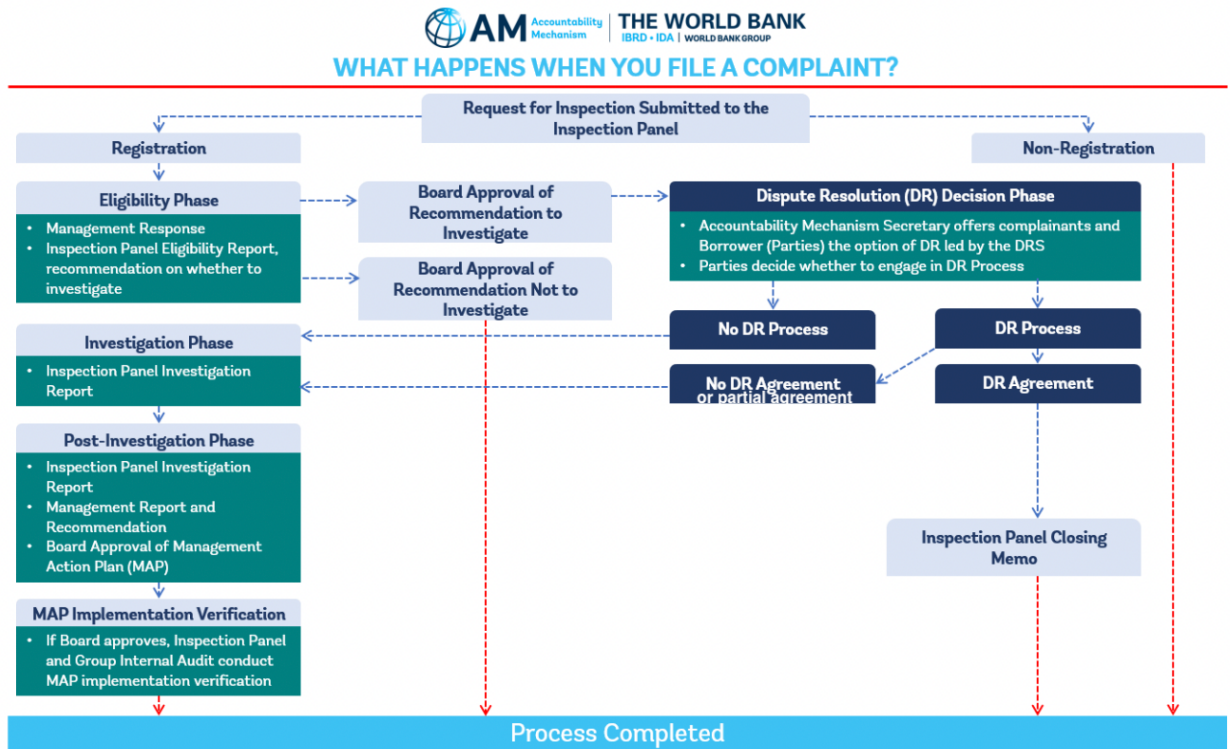 AM Accountability Mechanism
THE WORLD BANK
IBRD • IDA | WORLD BANK GROUP
WHAT HAPPENS WHEN YOU FILE A COMPLAINT?
Request for Inspection Submitted to the
Inspection Panel
Registration
Non-Registration
Eligibility Phase
• Management Response
• Inspection Panel Eligibility Report,
recommendation on whether to
investigate
Board Approval of
Recommendation to
Investigate
Board Approval of
Recommendation Not to
Investigate
Dispute Resolution (DR) Decision Phase
• Accountability Mechanism Secretary offers complainants and
Borrower (Parties) the option of DR led by the DRS
• Parties decide whether to engage in DR Process
No DR Process
DR Process
No DR Agreement
or partial agreement
DR Agreement
Investigation Phase
• Inspection Panel Investigation
Report
Post-Investigation Phase
• Inspection Panel Investigation
Report
• Management Report and
Recommendation
• Board Approval of Management
Action Plan (MAP)
Inspection Panel Closing
Memo
MAP Implementation Verification
• If Board approves, Inspection Panel
and Group Internal Audit conduct
MAP implementation verification
Process Completed